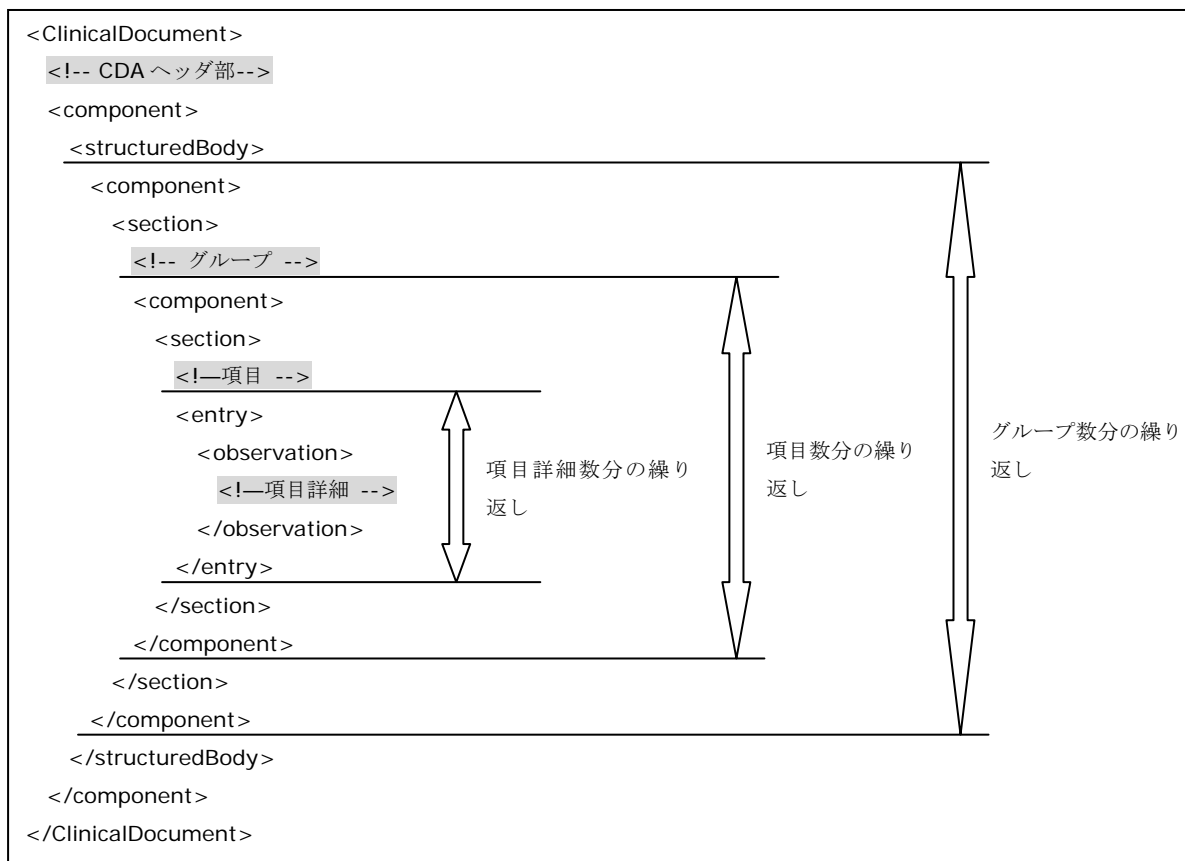 <ClinicalDocument>
<!-- CDA ヘッダ部-->
<component>
<structuredBody>
<component>
<section>
<!-- グループ -->
<component>
<section>
<!—項目 -->
<entry>
<observation>
<!—項目詳細 -->
</observation>
</entry>
</section>
</component>
</section>
</component>
</structuredBody>
</component>
</ClinicalDocument>
項目詳細数分の繰り
返し
項目数分の繰り
返し
グループ数分の繰り
返し